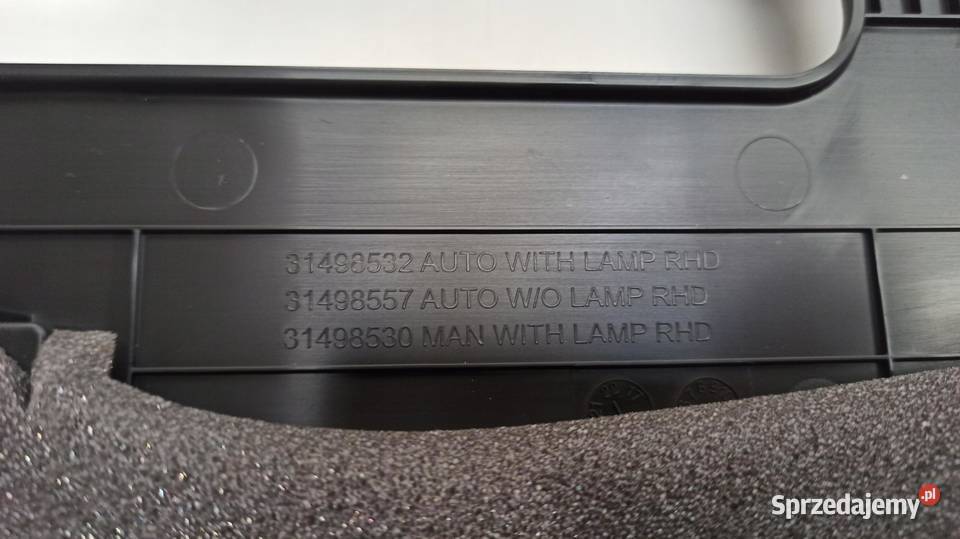 31498532 AUTO WITH LAMP RHD
31498557 AUTO W/O LAMP RHD
31498530 MAN WITH LAMP RHD
Sprzedajemy.pl